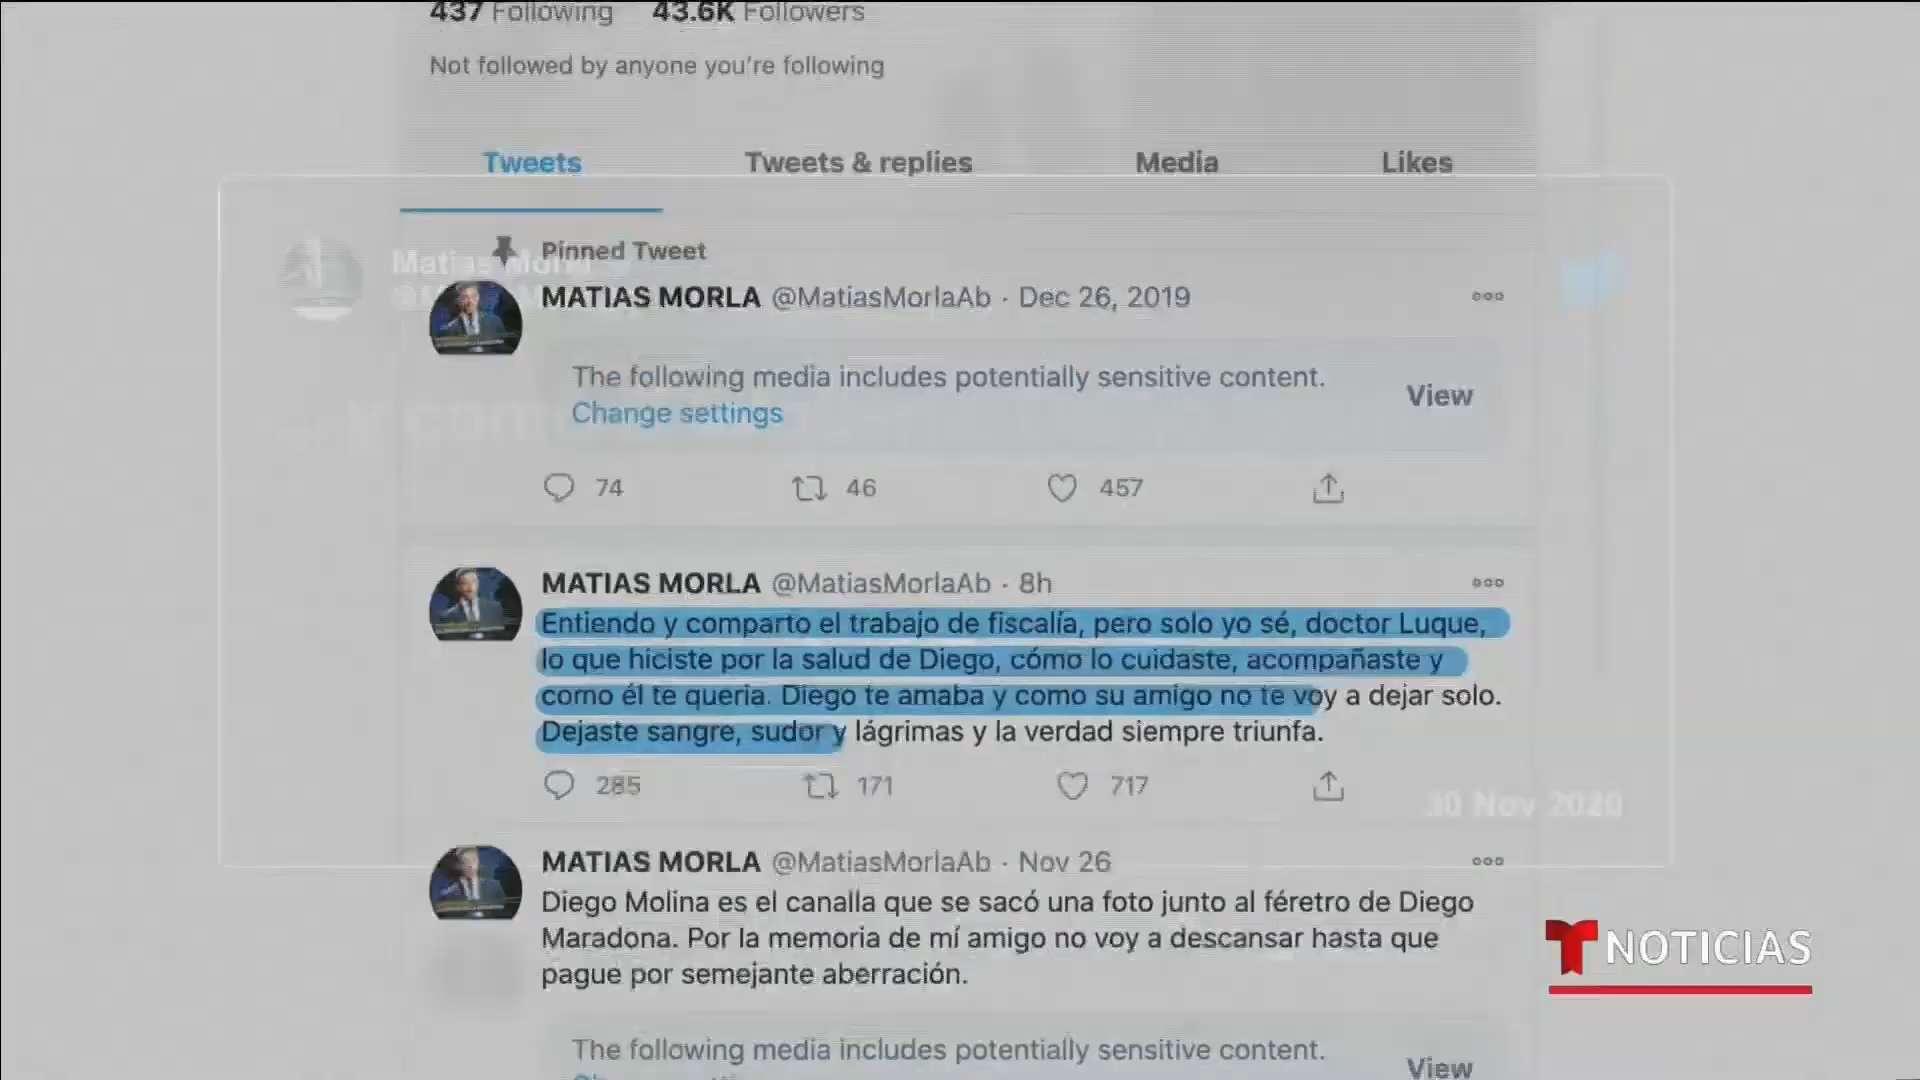 437 Following 43.6K Followers
Not followed by anyone you're following
Tweets Tweets & replies Media Likes
Pinned Tweet
Matias Morla
MATIAS MORLA @MatiasMorlaAb · Dec 26, 2019
The following media includes potentially sensitive content.
Change settings
View
74 46 457
MATIAS MORLA @MatiasMorlaAb · 8h
Entiendo y comparto el trabajo de fiscalía, pero solo yo sé, doctor Luque,
lo que hiciste por la salud de Diego, cómo lo cuidaste, acompañaste y
como él te queria. Diego te amaba y como su amigo no te voy a dejar solo.
Dejaste sangre, sudor y lágrimas y la verdad siempre triunfa.
285 171 717
30 Nov 2020
MATIAS MORLA @MatiasMorlaAb · Nov 26
Diego Molina es el canalla que se sacó una foto junto al féretro de Diego
Maradona. Por la memoria de mí amigo no voy a descansar hasta que
pague por semejante aberración.
NOTICIAS
The following media includes potentially sensitive content.
View